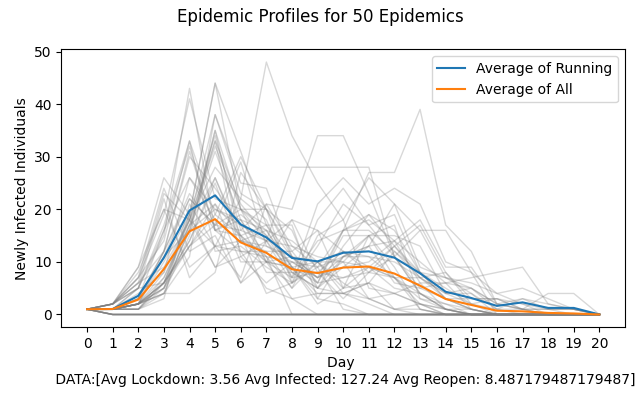 Epidemic Profiles for 50 Epidemics
50
40
30
20
10
0
Newly Infected Individuals
Average of Running
Average of All
0 1 2 3 4 5 6 7 8 9 10 11 12 13 14 15 16 17 18 19 20
Day
DATA:[Avg Lockdown: 3.56 Avg Infected: 127.24 Avg Reopen: 8.487179487179487]